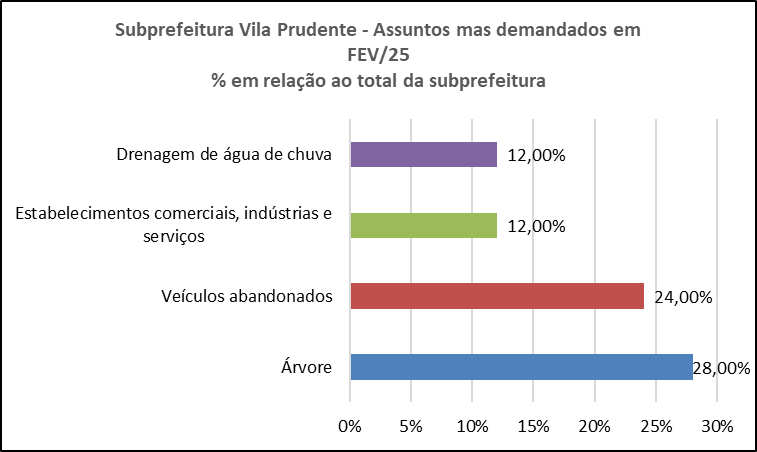 Subprefeitura Vila Prudente - Assuntos mas demandados em
FEV/25
% em relação ao total da subprefeitura
Drenagem de água de chuva
12,00%
Estabelecimentos comerciais, indústrias e
serviços
12,00%
Veículos abandonados
24,00%
Árvore
28,00%
0% 5% 10% 15% 20% 25% 30%